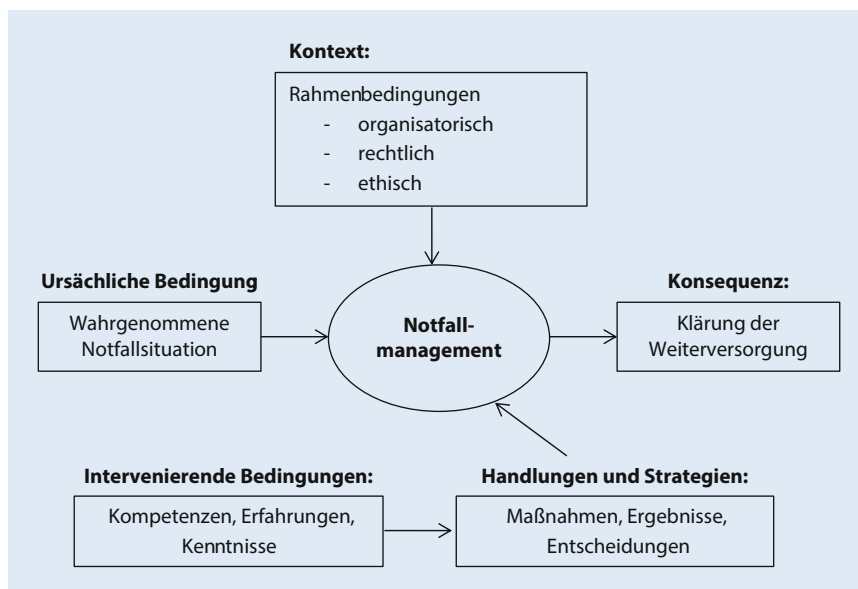 Kontext:
Rahmenbedingungen
- organisatorisch
- rechtlich
- ethisch
Ursächliche Bedingung
Wahrgenommene
Notfallsituation
Notfall-
management
Konsequenz:
Klärung der
Weiterversorgung
Intervenierende Bedingungen:
Kompetenzen, Erfahrungen,
Kenntnisse
Handlungen und Strategien:
Maßnahmen, Ergebnisse,
Entscheidungen